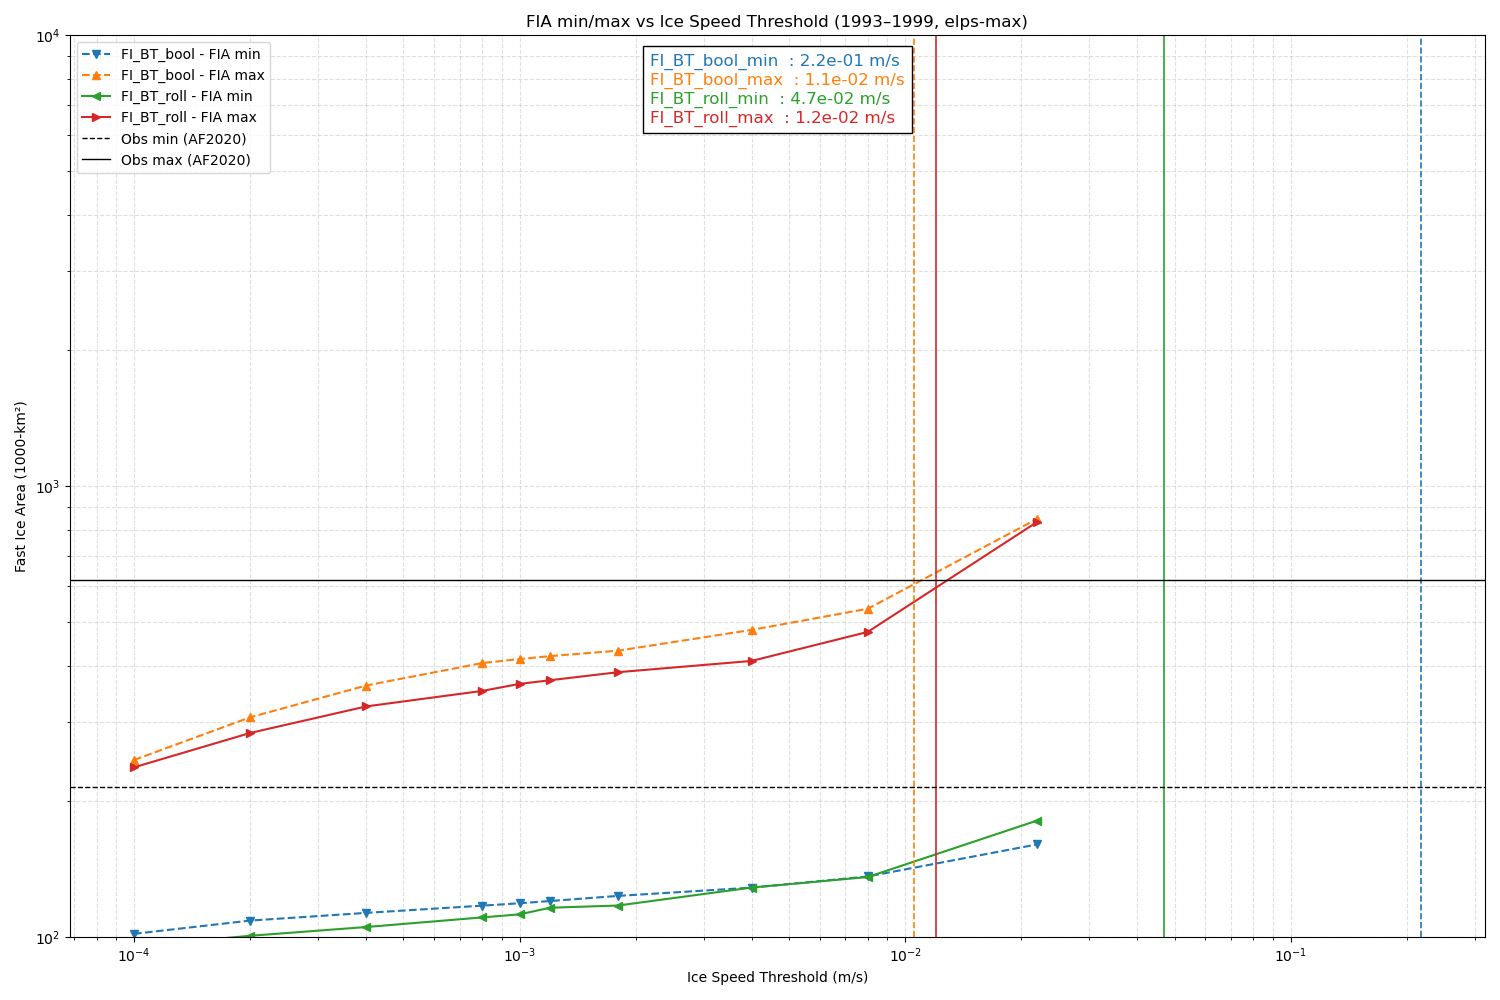 FIA min/max vs Ice Speed Threshold (1993–1999, elps-max)
FI_BT_bool - FIA min
FI_BT_bool - FIA max
FI_BT_roll - FIA min
FI_BT_roll - FIA max
Obs min (AF2020)
Obs max (AF2020)
FI_BT_bool_min : 2.2e-01 m/s
FI_BT_bool_max : 1.1e-02 m/s
FI_BT_roll_min : 4.7e-02 m/s
FI_BT_roll_max : 1.2e-02 m/s
Fast Ice Area (1000-km²)
10⁴
10³
10²
10⁻⁴ 10⁻³ 10⁻² 10⁻¹
Ice Speed Threshold (m/s)